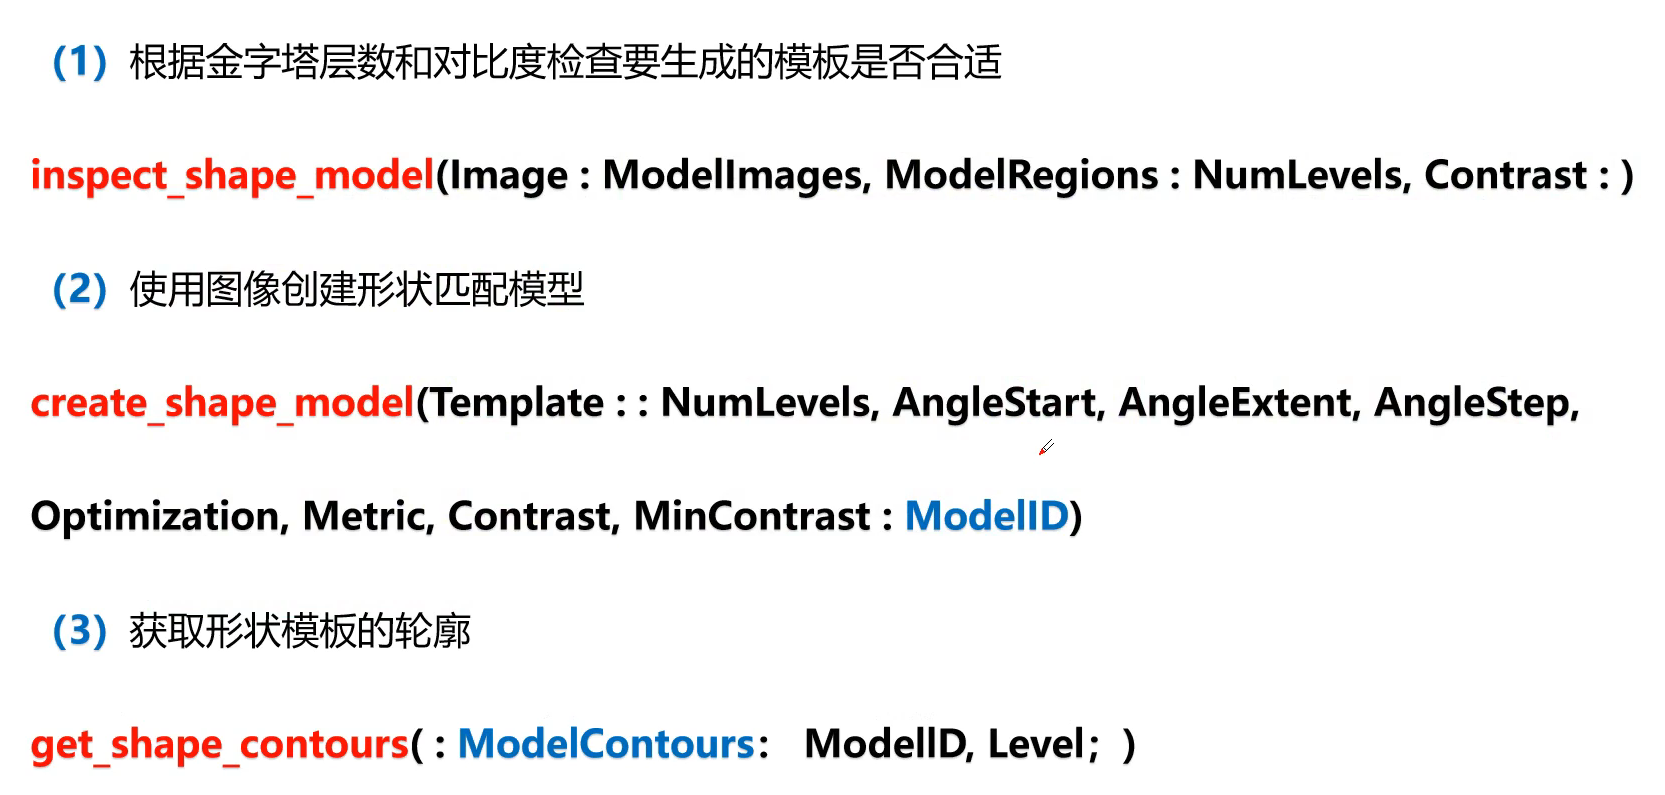 （1）根据金字塔层数和对比度检查要生成的模板是否合适
inspect_shape_model(Image : ModelImages, ModelRegions : NumLevels, Contrast : )
（2）使用图像创建形状匹配模型
create_shape_model(Template : : NumLevels, AngleStart, AngleExtent, AngleStep,
Optimization, Metric, Contrast, MinContrast : ModelID)
（3）获取形状模板的轮廓
get_shape_contours( : ModelContours： ModellD, Level；)